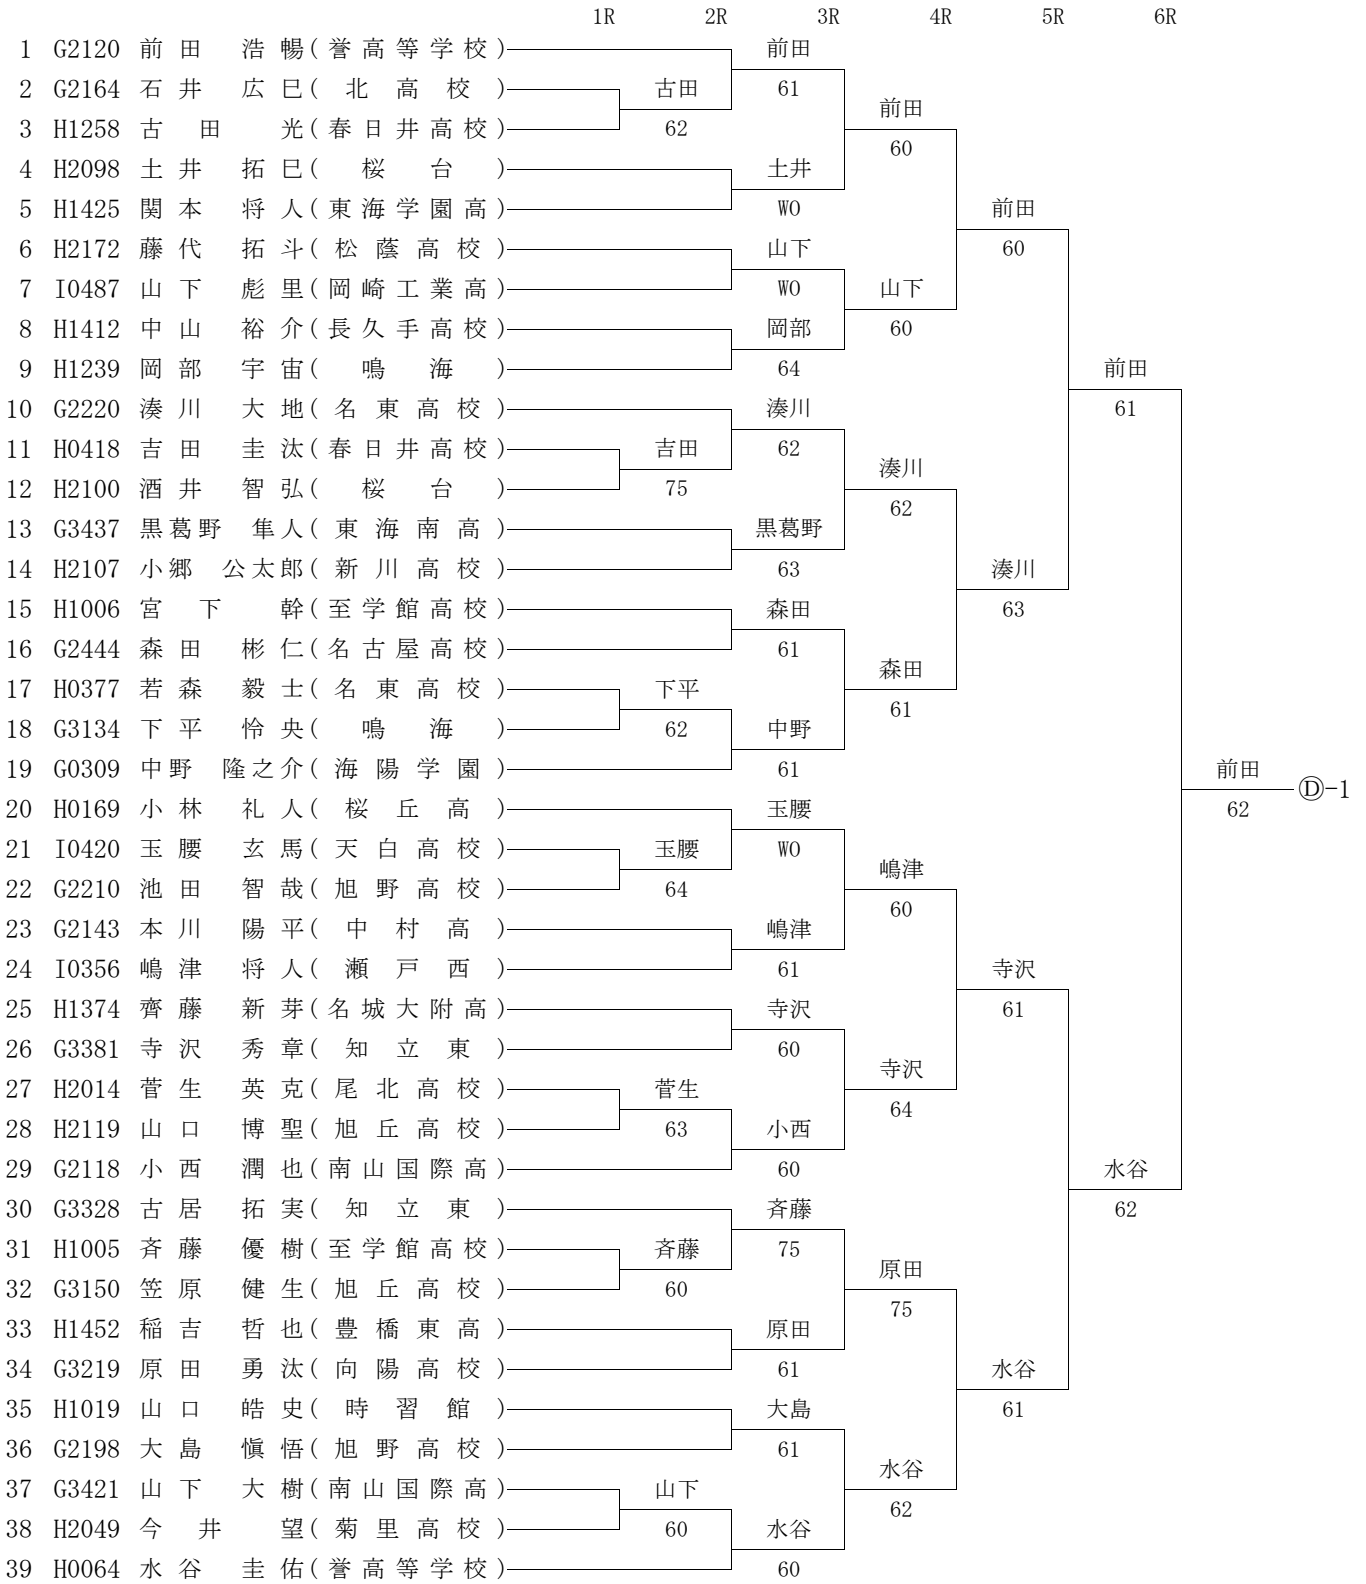 1R 2R 3R 4R 5R 6R
1 G2120 前田 浩暢(誉高等学校) 前田
2 G2164 石井 広巳(北高校) 古田 61
前田
3 H1258 古田 光(春日井高校) 62
60
4 H2098 土井 拓巳(桜台) 土井
5 H1425 関本 将人(東海学園高) W0 前田
6 H2172 藤代 拓斗(松蔭高校) 山下 60
7 I0487 山下 彪里(岡崎工業高) W0 山下
8 H1412 中山 裕介(長久手高校) 岡部 60
9 H1239 岡部 宇宙(鳴海) 64 前田
10 G2220 湊川 大地(名東高校) 湊川 61
11 H0418 吉田 圭汰(春日井高校) 吉田 62
湊川
12 H2100 酒井 智弘(桜台) 75
62
13 G3437 黒葛野 隼人(東海南高) 黒葛野
14 H2107 小郷 公太郎(新川高校) 63 湊川
15 H1006 宮下 幹(至学館高校) 森田 63
16 G2444 森田 彬仁(名古屋高校) 61
森田
17 H0377 若森 毅士(名東高校) 下平
61
18 G3134 下平 怜央(鳴海) 62 中野
19 G0309 中野 隆之介(海陽学園) 61 前田
Ⓓ-1
20 H0169 小林 礼人(桜丘高) 玉腰 62
21 I0420 玉腰 玄馬(天白高校) 玉腰 W0
嶋津
22 G2210 池田 智哉(旭野高校) 64
60
23 G2143 本川 陽平(中村高) 嶋津
24 I0356 嶋津 将人(瀬戸西) 61 寺沢
25 H1374 齊藤 新芽(名城大附高) 寺沢 61
26 G3381 寺沢 秀章(知立東) 60
寺沢
27 H2014 菅生 英克(尾北高校) 菅生
64
28 H2119 山口 博聖(旭丘高校) 63 小西
29 G2118 小西 潤也(南山国際高) 60 水谷
30 G3328 古居 拓実(知立東) 斉藤 62
31 H1005 斉藤 優樹(至学館高校) 斉藤 75
原田
32 G3150 笠原 健生(旭丘高校) 60
75
33 H1452 稲吉 哲也(豊橋東高) 原田
34 G3219 原田 勇汰(向陽高校) 61 水谷
35 H1019 山口 皓史(時習館) 大島 61
36 G2198 大島 愼悟(旭野高校) 61
水谷
37 G3421 山下 大樹(南山国際高) 山下
62
38 H2049 今井 望(菊里高校) 60 水谷
39 H0064 水谷 圭佑(誉高等学校) 60